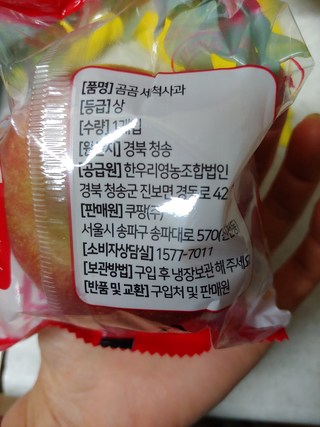 [품명] 곰곰 세척사과
[등급] 상
[수량] 1개입
[원산지] 경북 청송
[공급원] 한우리영농조합법인
경북 청송군 진보면 경동로 42
[판매원] 쿠팡(주)
서울시 송파구 송파대로 570
[소비자상담실] 1577-7011
[보관방법] 구입 후 냉장보관 해 주세요
[반품 및 교환] 구입처 및 판매원